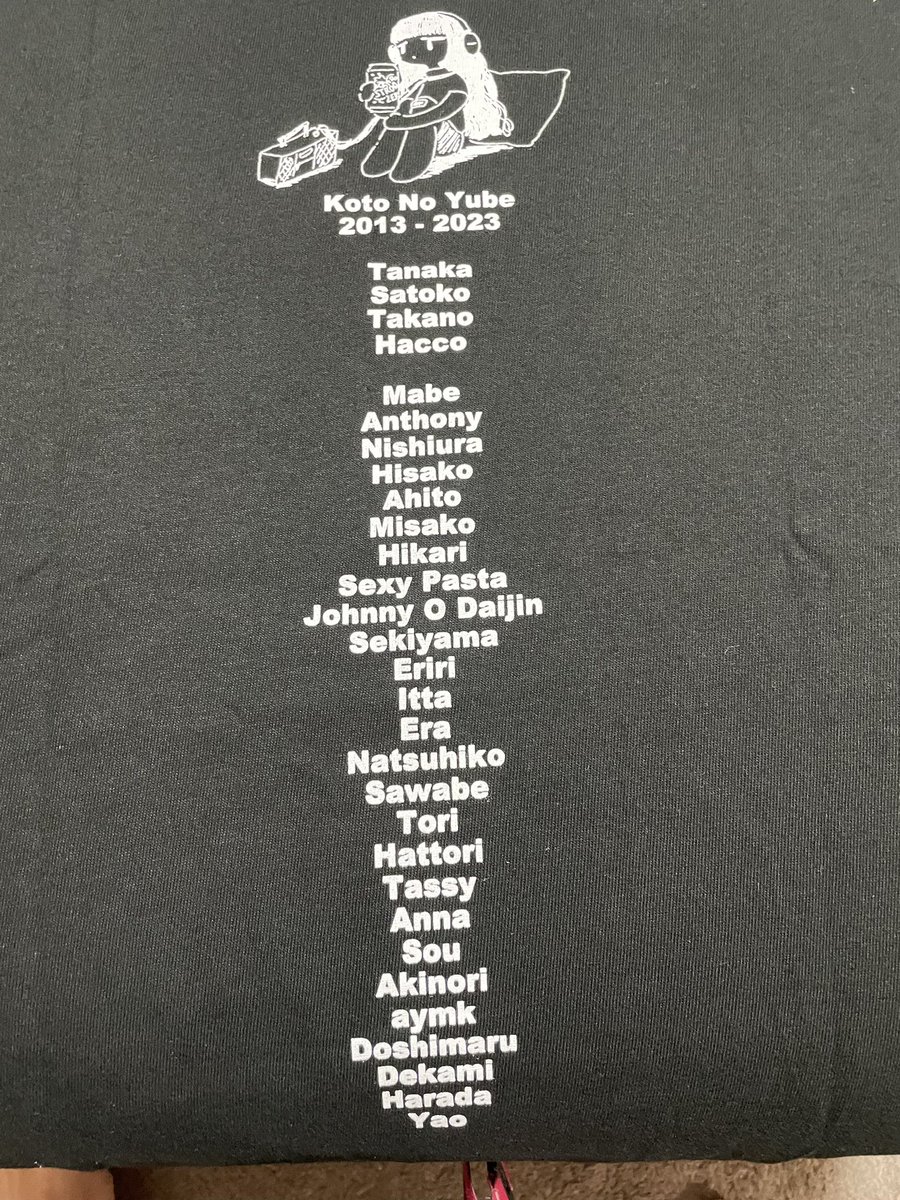 Koto No Yube
2013 - 2023
Tanaka
Satoko
Takano
Hacco
Mabe
Anthony
Nishiura
Hisako
Ahito
Misako
Hikari
Sexy Pasta
Johnny O Daijin
Sekiyama
Eriri
Itta
Era
Natsuhiko
Sawabe
Tori
Hattori
Tassy
Anna
Sou
Akinori
aymk
Doshimaru
Dekami
Harada
Yao